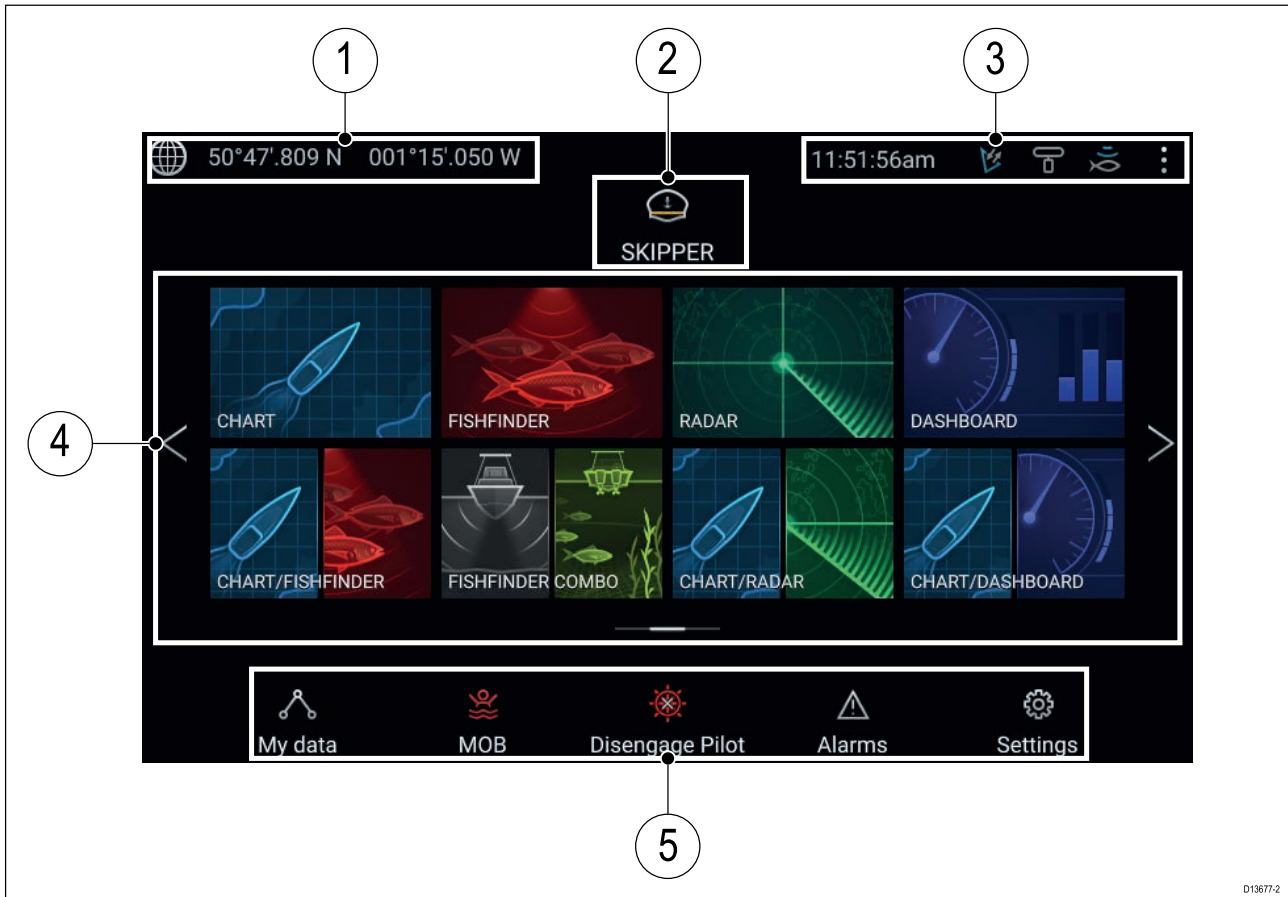 1
2
3
50°47'.809 N 001°15'.050 W
11:51:56am
SKIPPER
4
CHART
FISHFINDER
RADAR
DASHBOARD
CHART/FISHFINDER
FISHFINDER COMBO
CHART/RADAR
CHART/DASHBOARD
My data
MOB
Disengage Pilot
Alarms
Settings
5
D13677-2